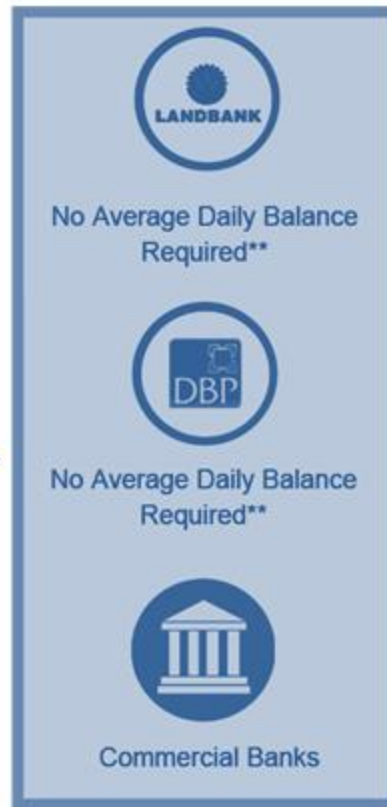 LANDBANK
No Average Daily Balance
Required**
DBP
No Average Daily Balance
Required**
Commercial Banks